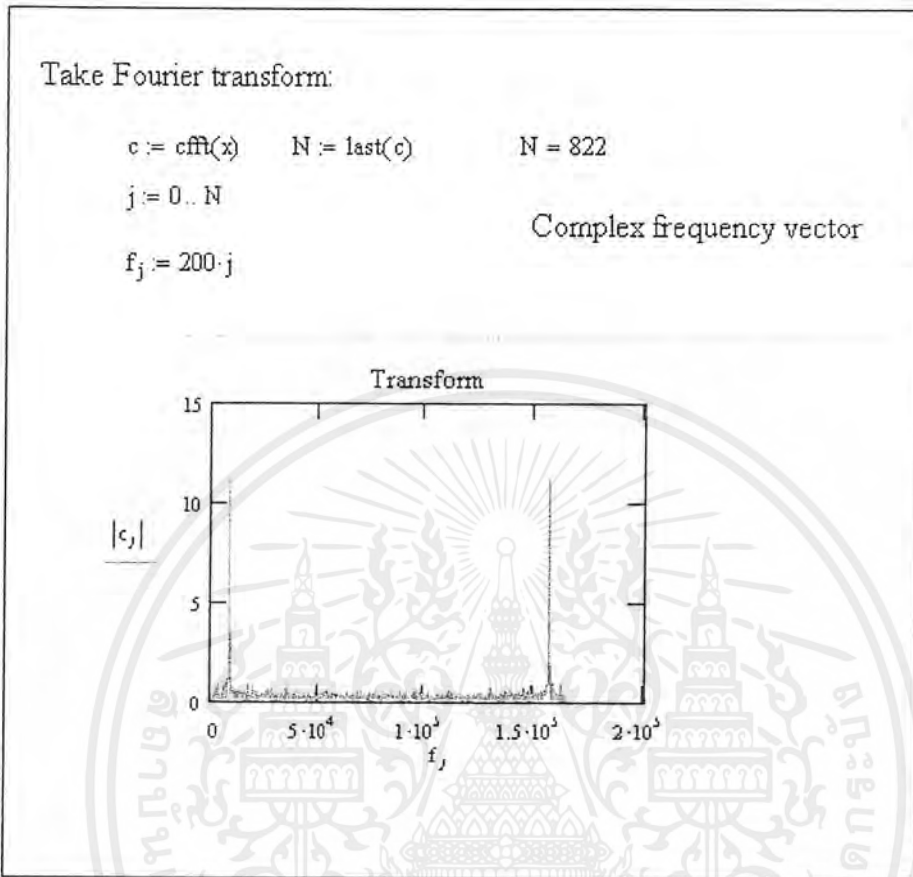 Take Fourier transform:
c := cfft(x) N := last(c) N = 822
j := 0.. N
Complex frequency vector
f_j := 200·j
Transform
15
10
|c_j|
5
0
0 5·10^4 1·10^5 1.5·10^5 2·10^5
f_j